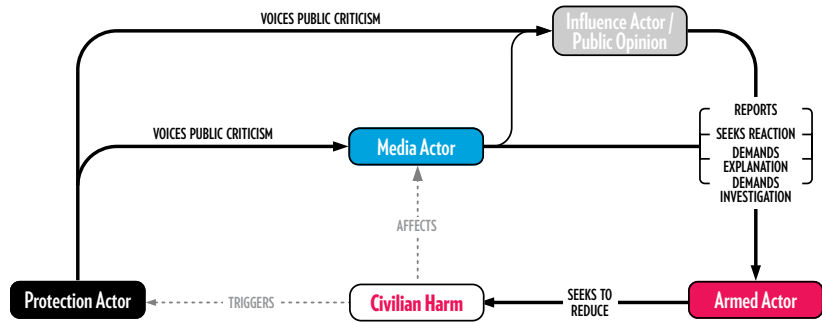 VOICES PUBLIC CRITICISM
Influence Actor /
Public Opinion
REPORTS
SEEKS REACTION
DEMANDS
EXPLANATION
DEMANDS
INVESTIGATION
VOICES PUBLIC CRITICISM
Media Actor
AFFECTS
Protection Actor
TRIGGERS
Civilian Harm
SEEKS TO
REDUCE
Armed Actor